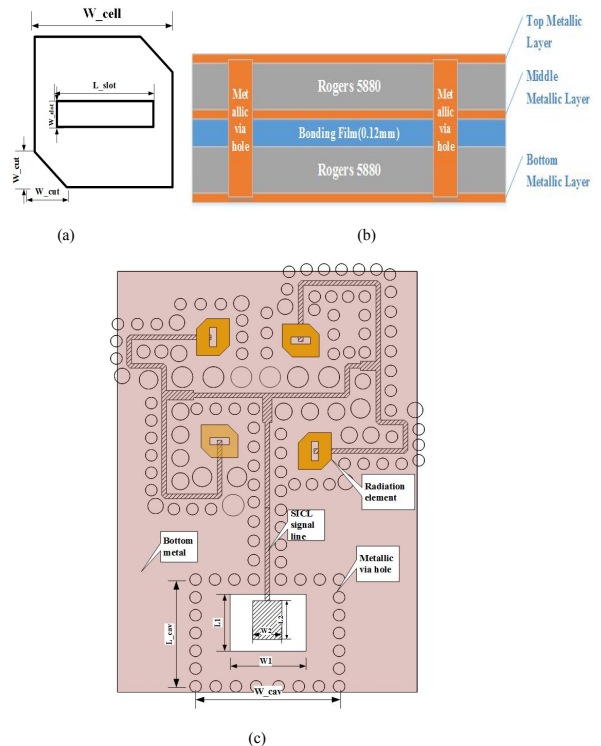 W_cell
L_slot
W_slot
W_cut
W_cut
(a)
Top Metallic
Layer
Rogers 5880
Met
allic
via
hole
Met
allic
via
hole
Middle
Metallic Layer
Bonding Film(0.12mm)
Rogers 5880
Bottom
Metallic Layer
(b)
Radiation
element
SICL
signal
line
Bottom
metal
Metallic
via hole
L_cav
L1
L2
W2
W1
W_cav
(c)